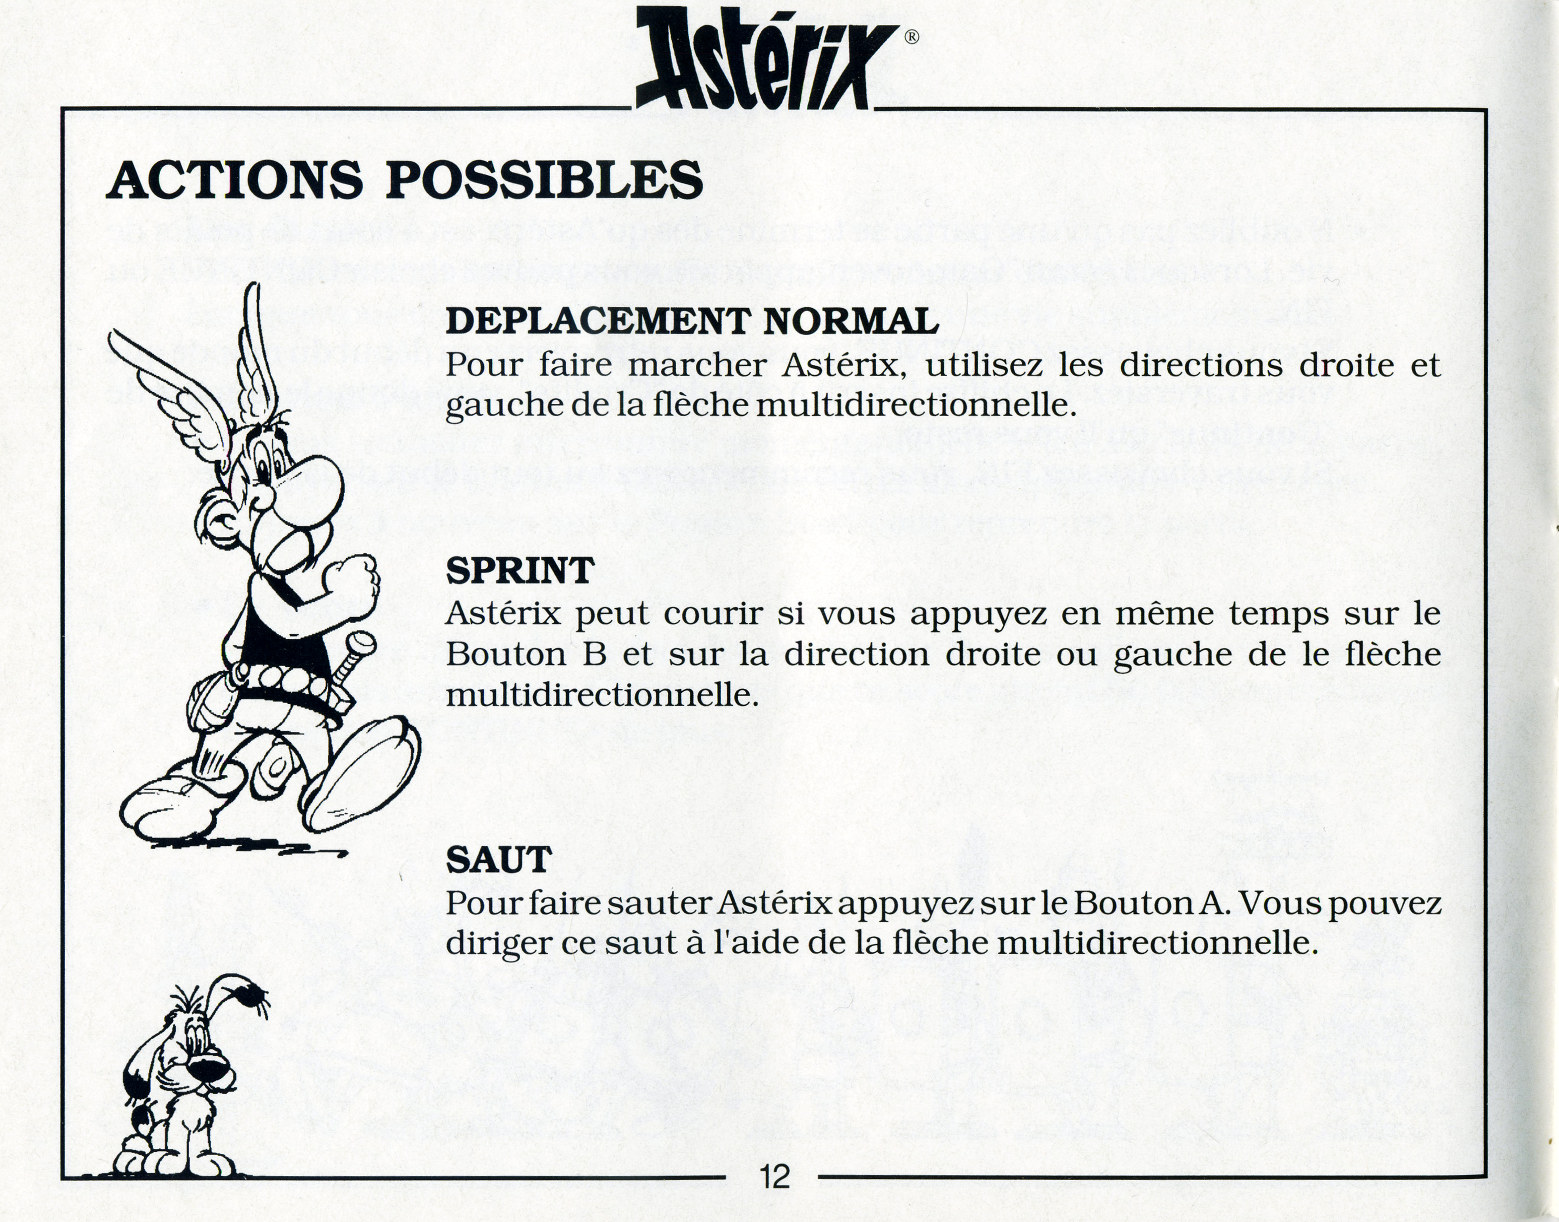 Astérix ®
ACTIONS POSSIBLES
DEPLACEMENT NORMAL
Pour faire marcher Astérix, utilisez les directions droite et
gauche de la flèche multidirectionnelle.
SPRINT
Astérix peut courir si vous appuyez en même temps sur le
Bouton B et sur la direction droite ou gauche de le flèche
multidirectionnelle.
SAUT
Pour faire sauter Astérix appuyez sur le Bouton A. Vous pouvez
diriger ce saut à l'aide de la flèche multidirectionnelle.
12